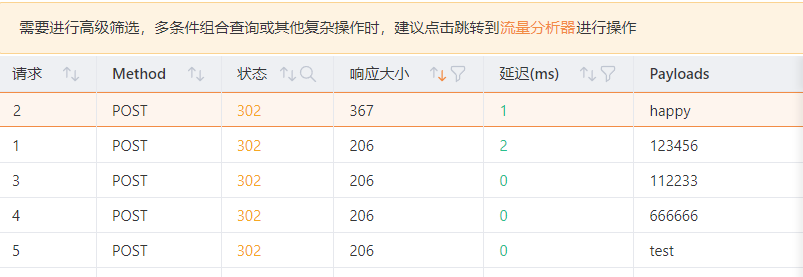 需要进行高级筛选，多条件组合查询或其他复杂操作时，建议点击跳转到流量分析器进行操作
请求 Method 状态 响应大小 延迟(ms) Payloads
2 POST 302 367 1 happy
1 POST 302 206 2 123456
3 POST 302 206 0 112233
4 POST 302 206 0 666666
5 POST 302 206 0 test